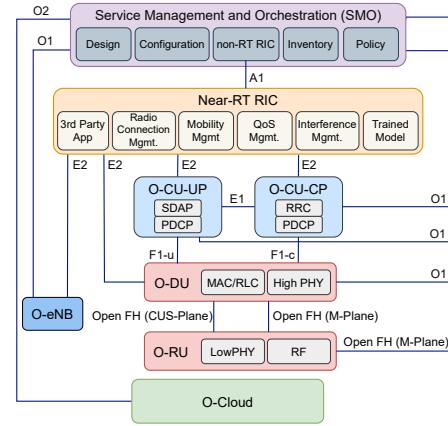 O2
Service Management and Orchestration (SMO)
Design
Configuration
non-RT RIC
Inventory
Policy
O1
A1
Near-RT RIC
3rd Party
App
Radio
Connection
Mgmt.
Mobility
Mgmt
QoS
Mgmt.
Interference
Mgmt.
Trained
Model
E2
E2
E2
E2
O-CU-UP
SDAP
PDCP
E1
O-CU-CP
RRC
PDCP
O1
O1
F1-u
F1-c
O-DU
MAC/RLC
High PHY
O1
O-eNB
Open FH (CUS-Plane)
Open FH (M-Plane)
O-RU
LowPHY
RF
Open FH (M-Plane)
O-Cloud